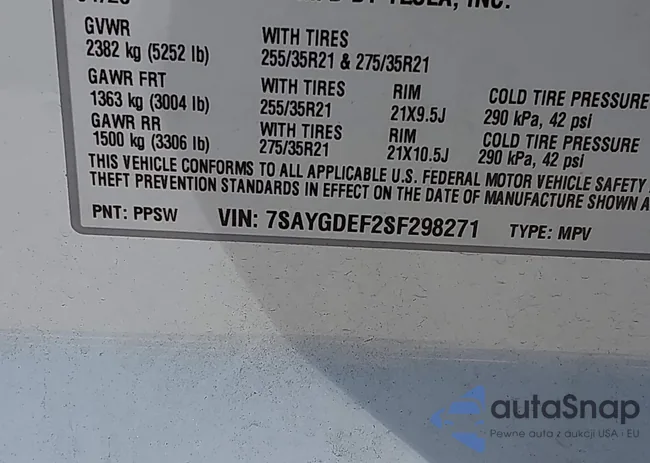 TESLA, INC.
GVWR
2382 kg (5252 lb)
WITH TIRES
255/35R21 & 275/35R21
GAWR FRT
1363 kg (3004 lb)
WITH TIRES
255/35R21
RIM
21X9.5J
COLD TIRE PRESSURE
290 kPa, 42 psi
GAWR RR
1500 kg (3306 lb)
WITH TIRES
275/35R21
RIM
21X10.5J
COLD TIRE PRESSURE
290 kPa, 42 psi
THIS VEHICLE CONFORMS TO ALL APPLICABLE U.S. FEDERAL MOTOR VEHICLE SAFETY
THEFT PREVENTION STANDARDS IN EFFECT ON THE DATE OF MANUFACTURE SHOWN A
PNT: PPSW VIN: 7SAYGDEF2SF298271 TYPE: MPV
autaSnap
Pewne auta z aukcji USA i EU